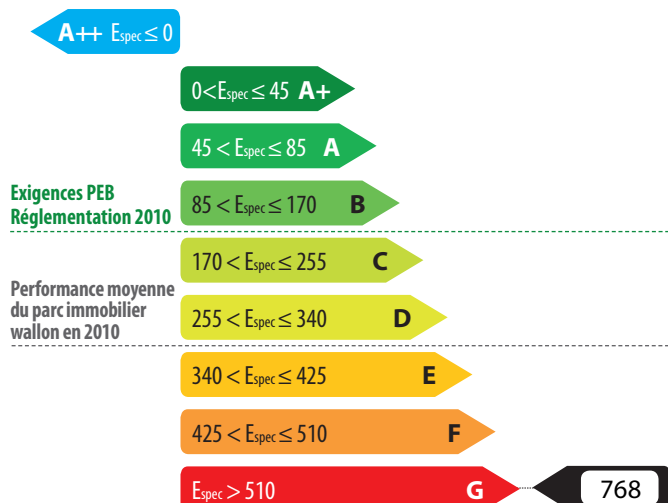 A++ Espec ≤ 0
0<Espec ≤ 45 A+
45 < Espec ≤ 85 A
Exigences PEB
Réglementation 2010
85 < Espec ≤ 170 B
170 < Espec ≤ 255 C
Performance moyenne
du parc immobilier
wallon en 2010
255 < Espec ≤ 340 D
340 < Espec ≤ 425 E
425 < Espec ≤ 510 F
Espec > 510 G 768